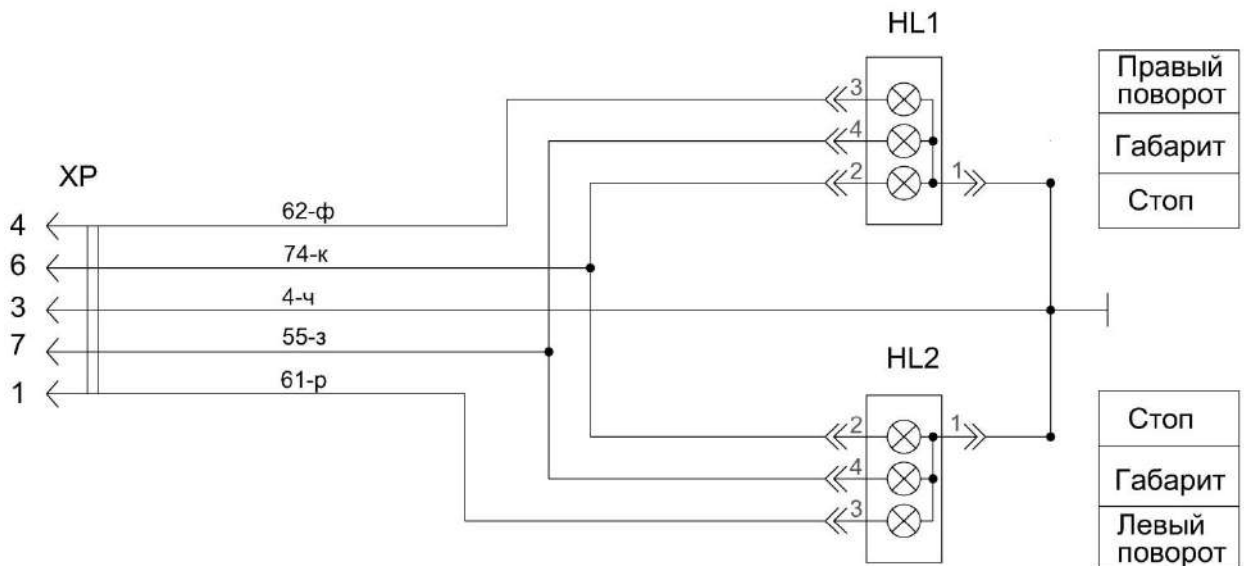 HL1
3
4
2
1
Правый
поворот
Габарит
Стоп
XP
4
62-ф
6
74-к
3
4-ч
7
55-з
1
61-р
HL2
2
4
3
1
Стоп
Габарит
Левый
поворот